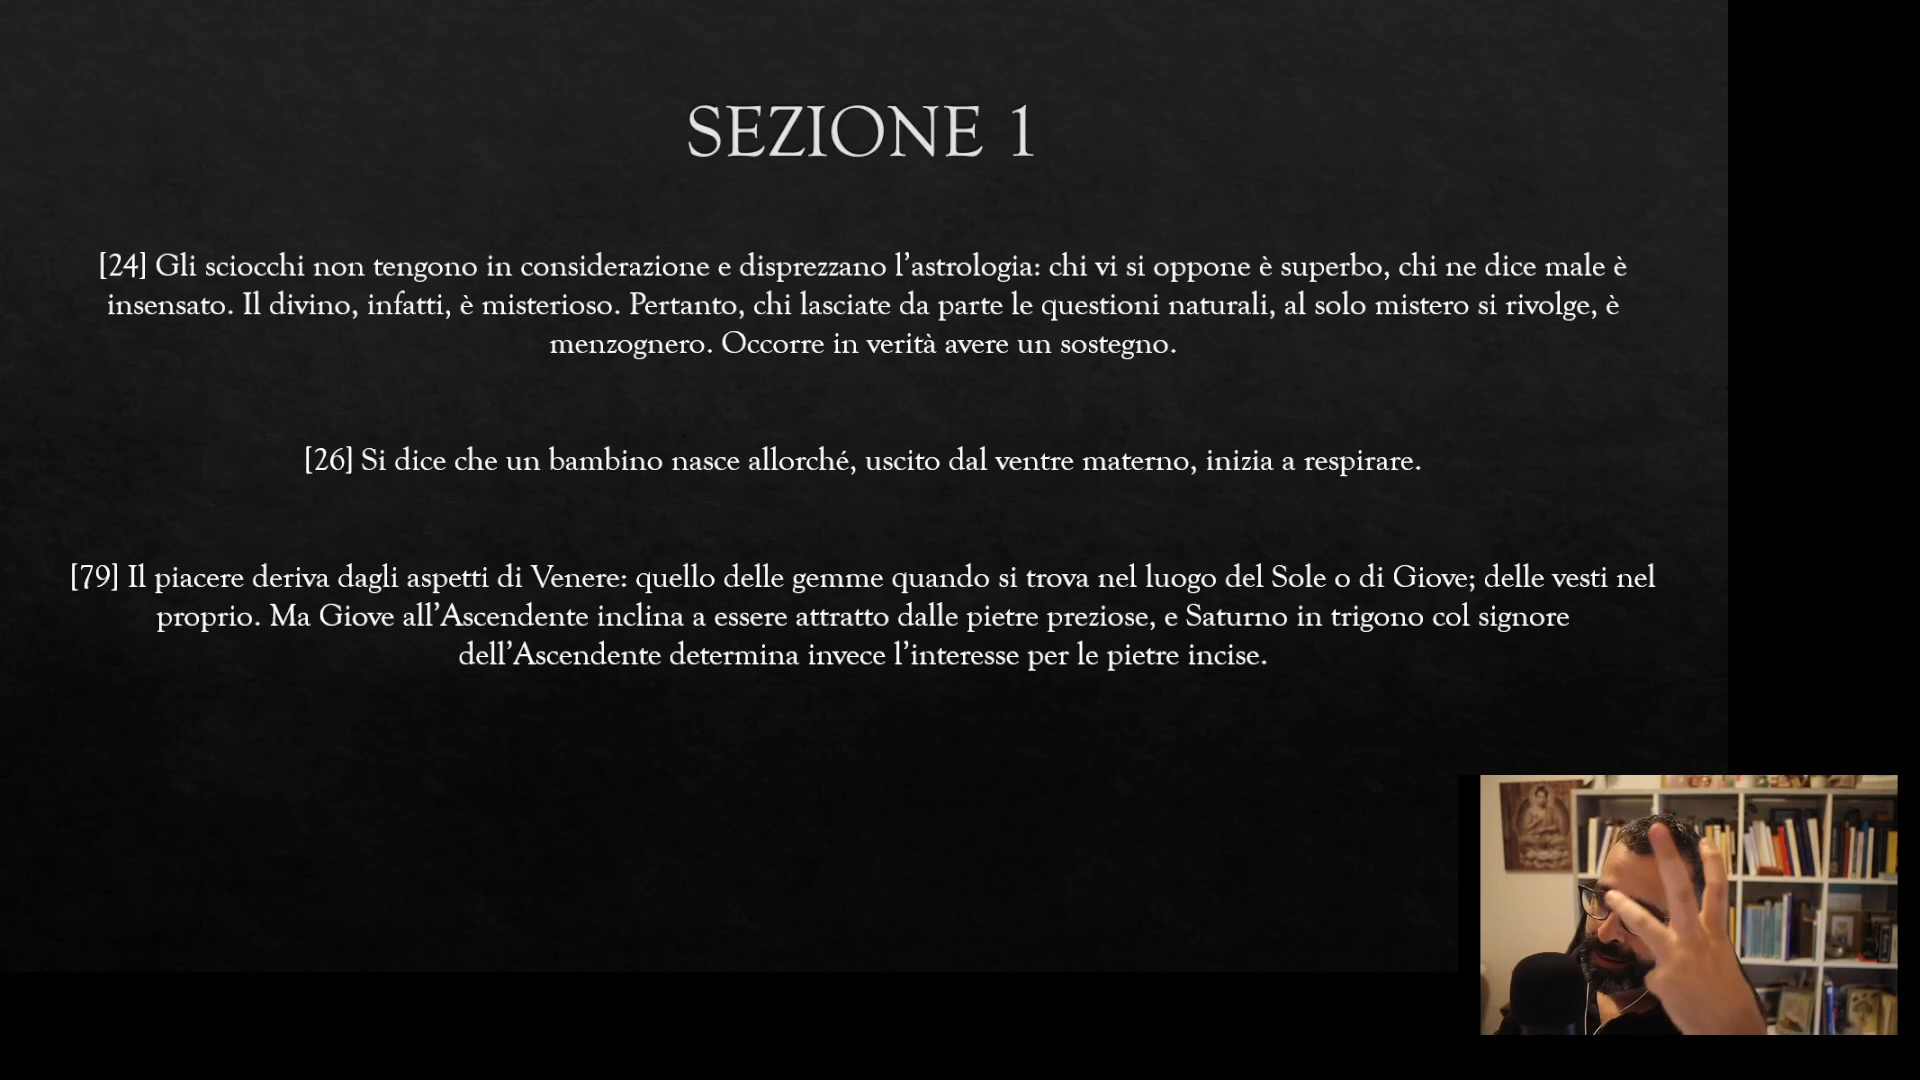 SEZIONE 1
[24] Gli sciocchi non tengono in considerazione e disprezzano l’astrologia: chi vi si oppone è superbo, chi ne dice male è
insensato. Il divino, infatti, è misterioso. Pertanto, chi lasciate da parte le questioni naturali, al solo mistero si rivolge, è
menzognero. Occorre in verità avere un sostegno.
[26] Si dice che un bambino nasce allorché, uscito dal ventre materno, inizia a respirare.
[79] Il piacere deriva dagli aspetti di Venere: quello delle gemme quando si trova nel luogo del Sole o di Giove; delle vesti nel
proprio. Ma Giove all’Ascendente inclina a essere attratto dalle pietre preziose, e Saturno in trigono col signore
dell’Ascendente determina invece l’interesse per le pietre incise.